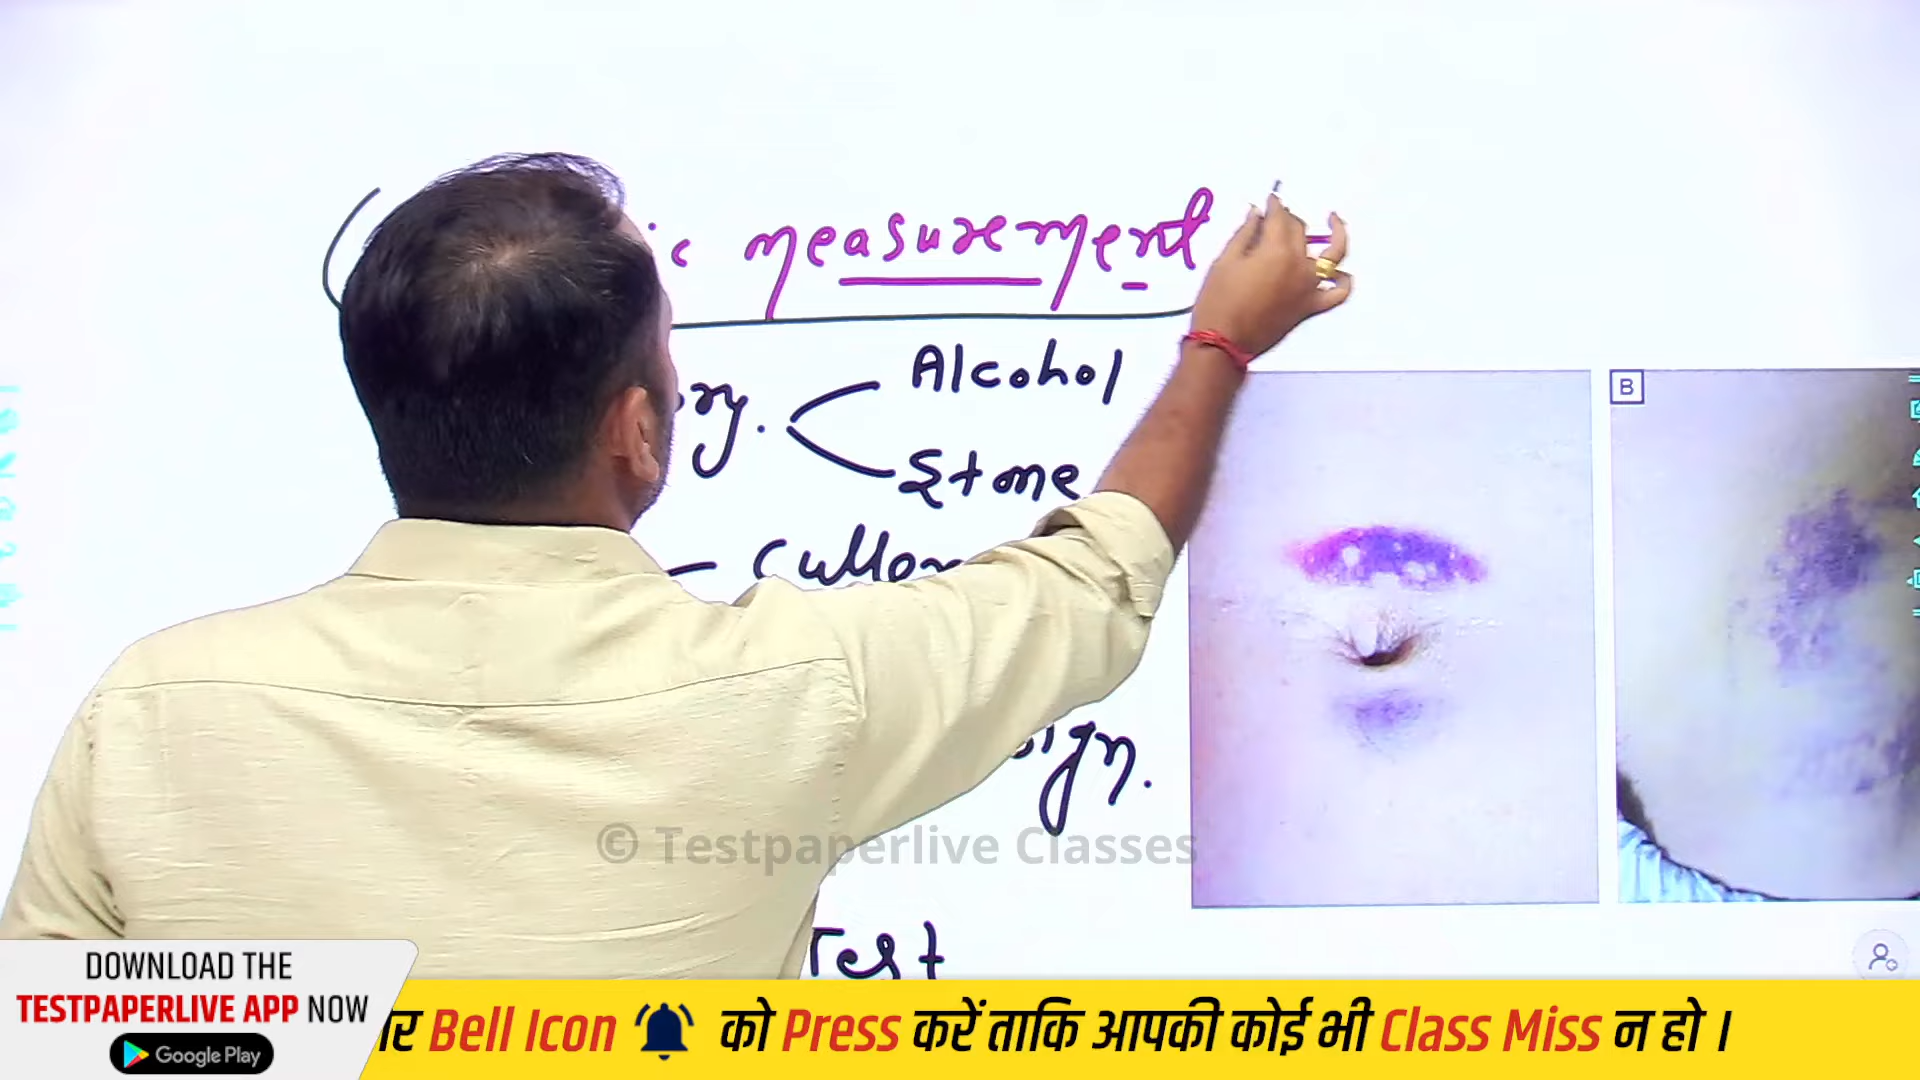 measurement
Alcohol
Stone
B
Cullen
Sign.
© Testpaperlive Classes
Test
DOWNLOAD THE
TESTPAPERLIVE APP NOW
Google Play
Bell Icon को Press करें ताकि आपकी कोई भी Class Miss न हो ।